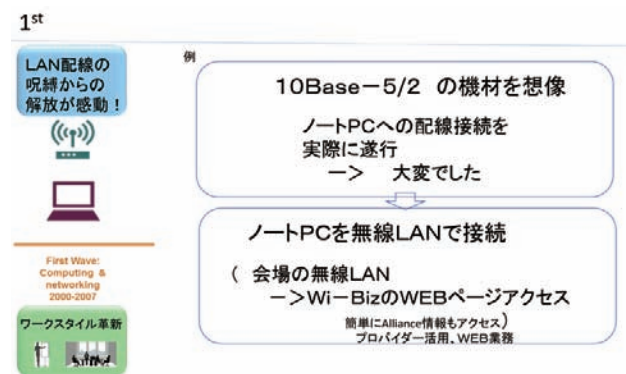 1st
LAN配線の
呪縛からの
解放が感動！
First Wave:
Computing &
networking
2000-2007
ワークスタイル革新
例
10Base－5/2 の機材を想像
ノートPCへの配線接続を
実際に遂行
－＞ 大変でした
ノートPCを無線LANで接続
（ 会場の無線LAN
－＞Wi－BizのWEBページアクセス
簡単にAlliance情報もアクセス）
プロバイダー活用、WEB業務